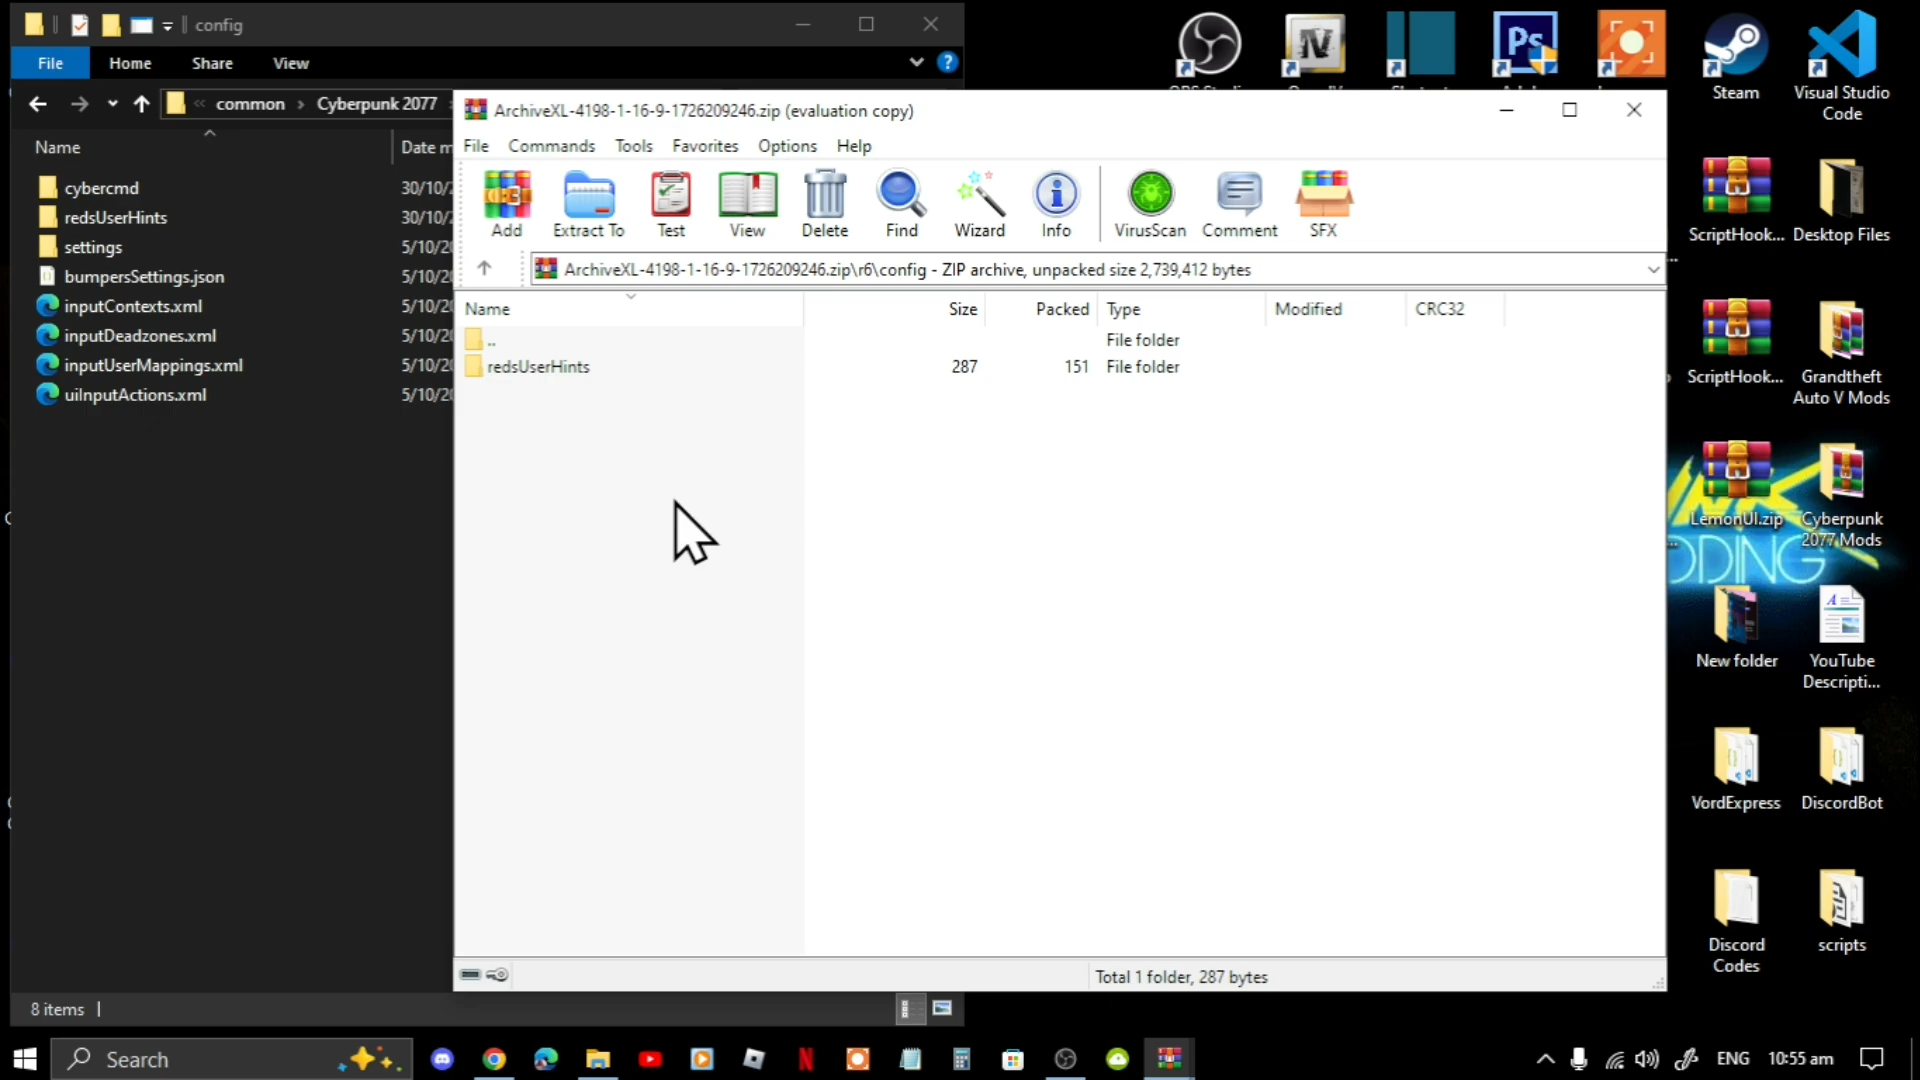 config
File
Home
Share
View
common
Cyberpunk 2077
Name
Date m
cybercmd
30/10/2
redsUserHints
30/10/2
settings
5/10/20
bumpersSettings.json
5/10/20
inputContexts.xml
5/10/20
inputDeadzones.xml
5/10/20
inputUserMappings.xml
5/10/20
uiInputActions.xml
5/10/20
8 items
ArchiveXL-4198-1-16-9-1726209246.zip (evaluation copy)
File
Commands
Tools
Favorites
Options
Help
Add
Extract To
Test
View
Delete
Find
Wizard
Info
VirusScan
Comment
SFX
ArchiveXL-4198-1-16-9-1726209246.zip\r6\config - ZIP archive, unpacked size 2,739,412 bytes
Name
Size
Packed
Type
Modified
CRC32
..
File folder
redsUserHints
287
151
File folder
Total 1 folder, 287 bytes
Ps
Steam
Visual Studio
Code
ScriptHook...
Desktop Files
ScriptHook...
Grandtheft
Auto V Mods
LemonUI.zip
Cyberpunk
2077 Mods
New folder
YouTube
Descripti...
VordExpress
DiscordBot
Discord
Codes
scripts
Search
ENG
10:55 am